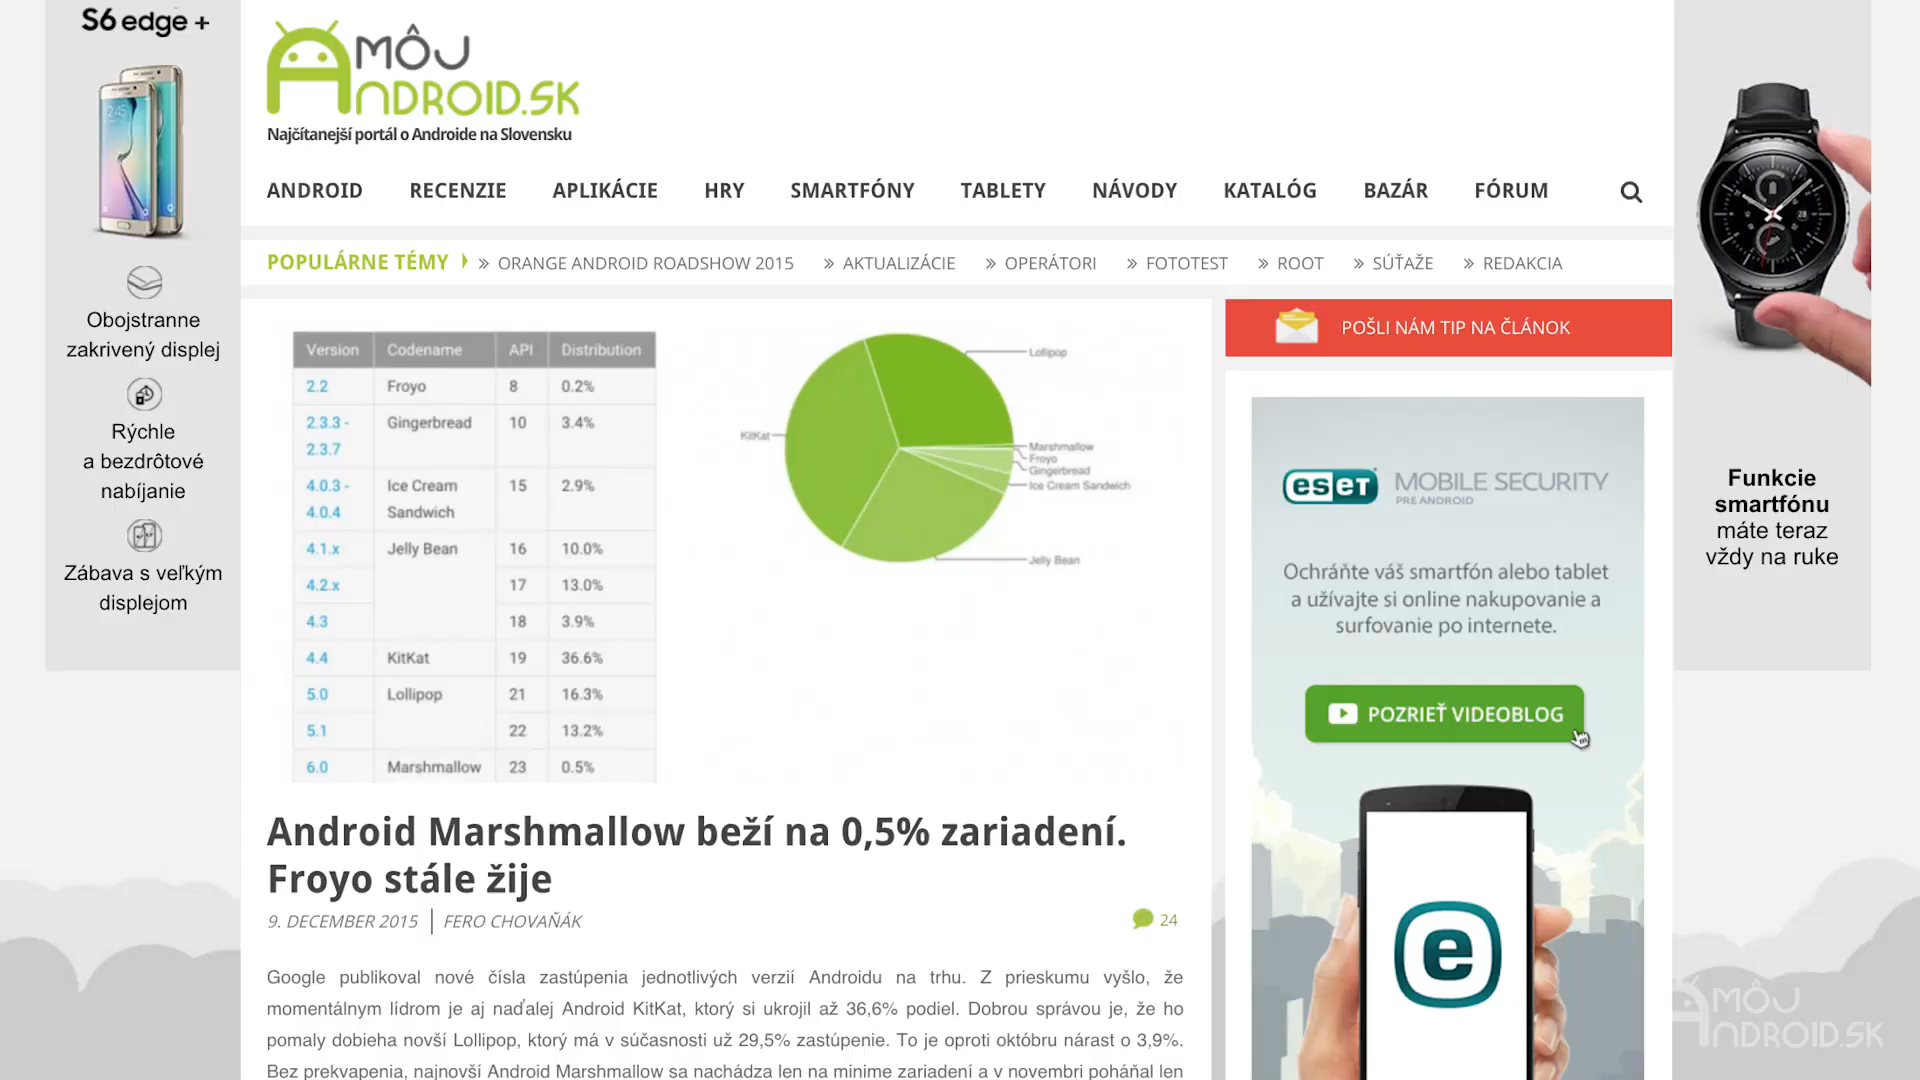 S6 edge +
Obojstranne
zakrivený displej
Rýchle
a bezdrôtové
nabíjanie
Zábava s veľkým
displejom
MÔJ
ANDROID.SK
Najčítanejší portál o Androide na Slovensku
ANDROID RECENZIE APLIKÁCIE HRY SMARTFÓNY TABLETY NÁVODY KATALÓG BAZÁR FÓRUM
POPULÁRNE TÉMY » ORANGE ANDROID ROADSHOW 2015 » AKTUALIZÁCIE » OPERÁTORI » FOTOTEST » ROOT » SÚŤAŽE » REDAKCIA
Version Codename API Distribution
2.2 Froyo 8 0.2%
2.3.3 - Gingerbread 10 3.4%
2.3.7
4.0.3 - Ice Cream 15 2.9%
4.0.4 Sandwich
4.1.x Jelly Bean 16 10.0%
4.2.x 17 13.0%
4.3 18 3.9%
4.4 KitKat 19 36.6%
5.0 Lollipop 21 16.3%
5.1 22 13.2%
6.0 Marshmallow 23 0.5%
Lollipop
KitKat
Marshmallow
Froyo
Gingerbread
Ice Cream Sandwich
Jelly Bean
Android Marshmallow beží na 0,5% zariadení.
Froyo stále žije
9. DECEMBER 2015 | FERO CHOVAŇÁK 24
Google publikoval nové čísla zastúpenia jednotlivých verzií Androidu na trhu. Z prieskumu vyšlo, že
momentálnym lídrom je aj naďalej Android KitKat, ktorý si ukrojil až 36,6% podiel. Dobrou správou je, že ho
pomaly dobieha novší Lollipop, ktorý má v súčasnosti už 29,5% zastúpenie. To je oproti októbru nárast o 3,9%.
Bez prekvapenia, najnovší Android Marshmallow sa nachádza len na minime zariadení a v novembri poháňal len
POŠLI NÁM TIP NA ČLÁNOK
eseT MOBILE SECURITY
PRE ANDROID
Ochráňte váš smartfón alebo tablet
a užívajte si online nakupovanie a
surfovanie po internete.
POZRIEŤ VIDEOBLOG
e
Funkcie
smartfónu
máte teraz
vždy na ruke
MÔJ
ANDROID.SK